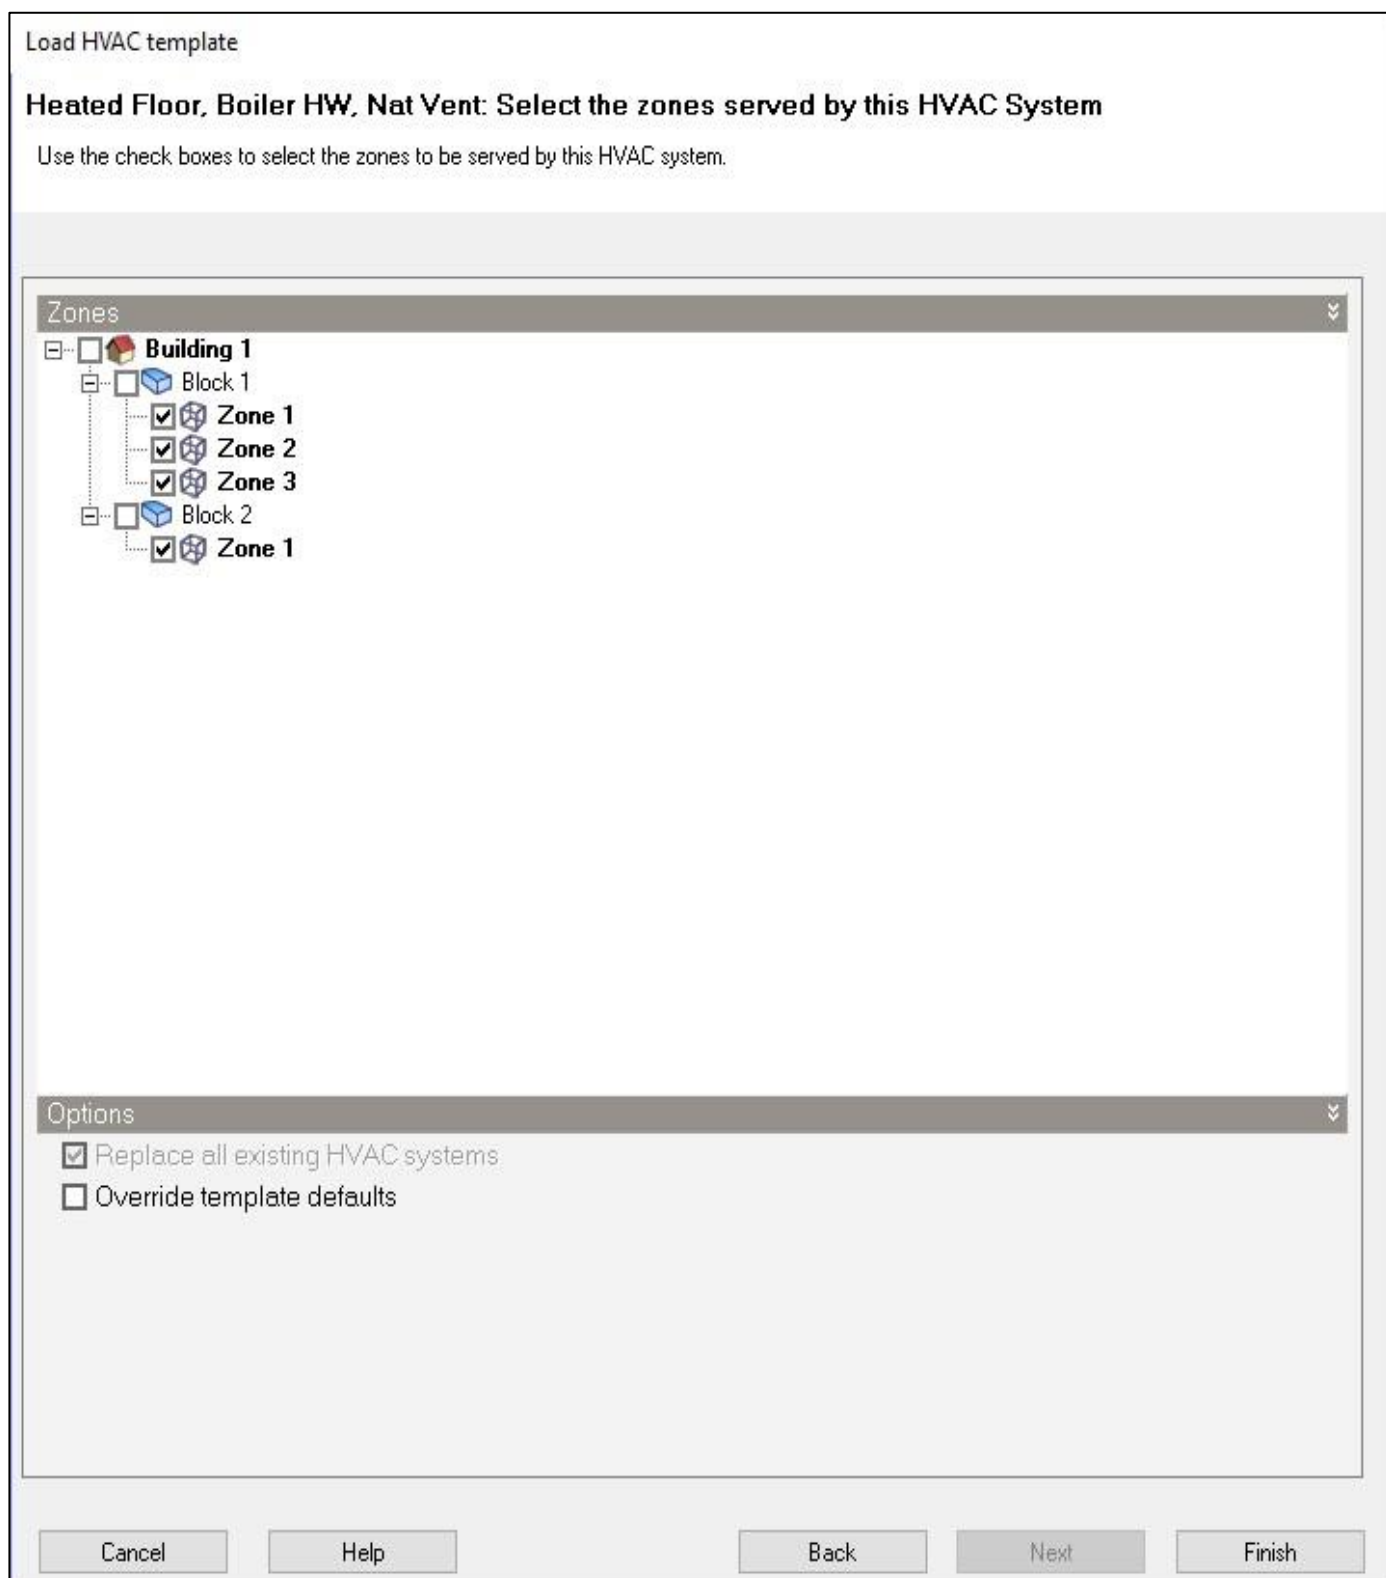 Load HVAC template
Heated Floor, Boiler HW, Nat Vent: Select the zones served by this HVAC System
Use the check boxes to select the zones to be served by this HVAC system.
Zones
Building 1
Block 1
Zone 1
Zone 2
Zone 3
Block 2
Zone 1
Options
Replace all existing HVAC systems
Override template defaults
Cancel Help Back Next Finish